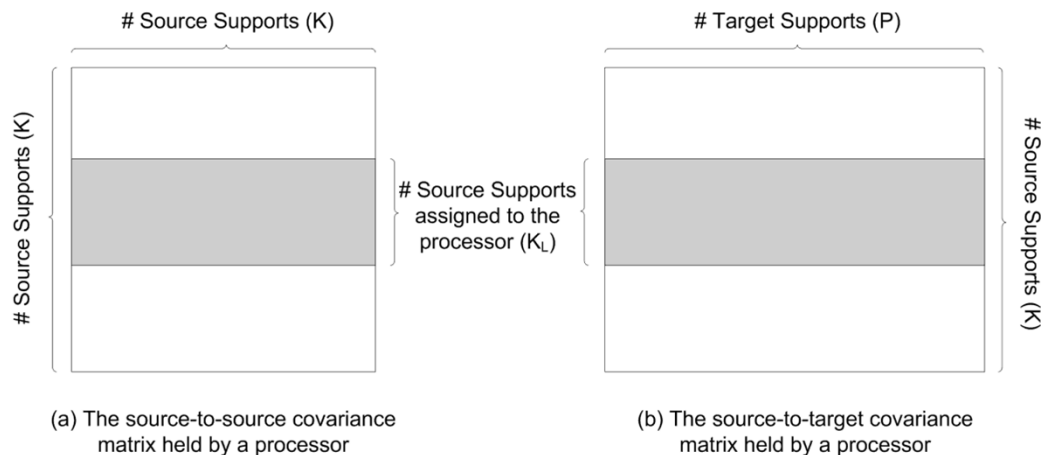 # Source Supports (K)
# Target Supports (P)
# Source Supports (K)
# Source Supports
assigned to the
processor (KL)
# Source Supports (K)
(a) The source-to-source covariance
matrix held by a processor
(b) The source-to-target covariance
matrix held by a processor